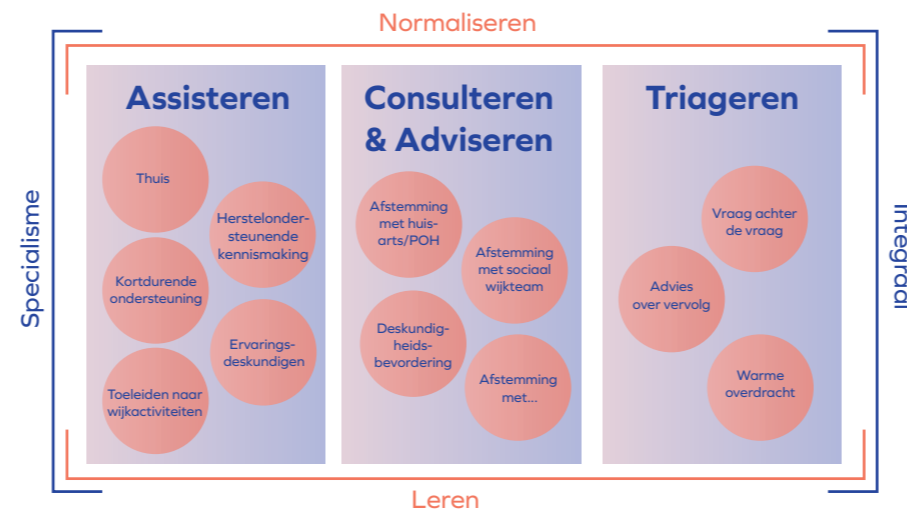 Normaliseren
Specialisme
Assisteren
Thuis
Herstelonder-
steunende
kennismaking
Kortdurende
ondersteuning
Ervarings-
deskundigen
Toeleiden naar
wijkactiviteiten
Consulteren
& Adviseren
Afstemming
met huis-
arts/POH
Afstemming
met sociaal
wijkteam
Deskundig-
heids-
bevordering
Afstemming
met...
Triageren
Vraag achter
de vraag
Advies
over vervolg
Warme
overdracht
Integraal
Leren